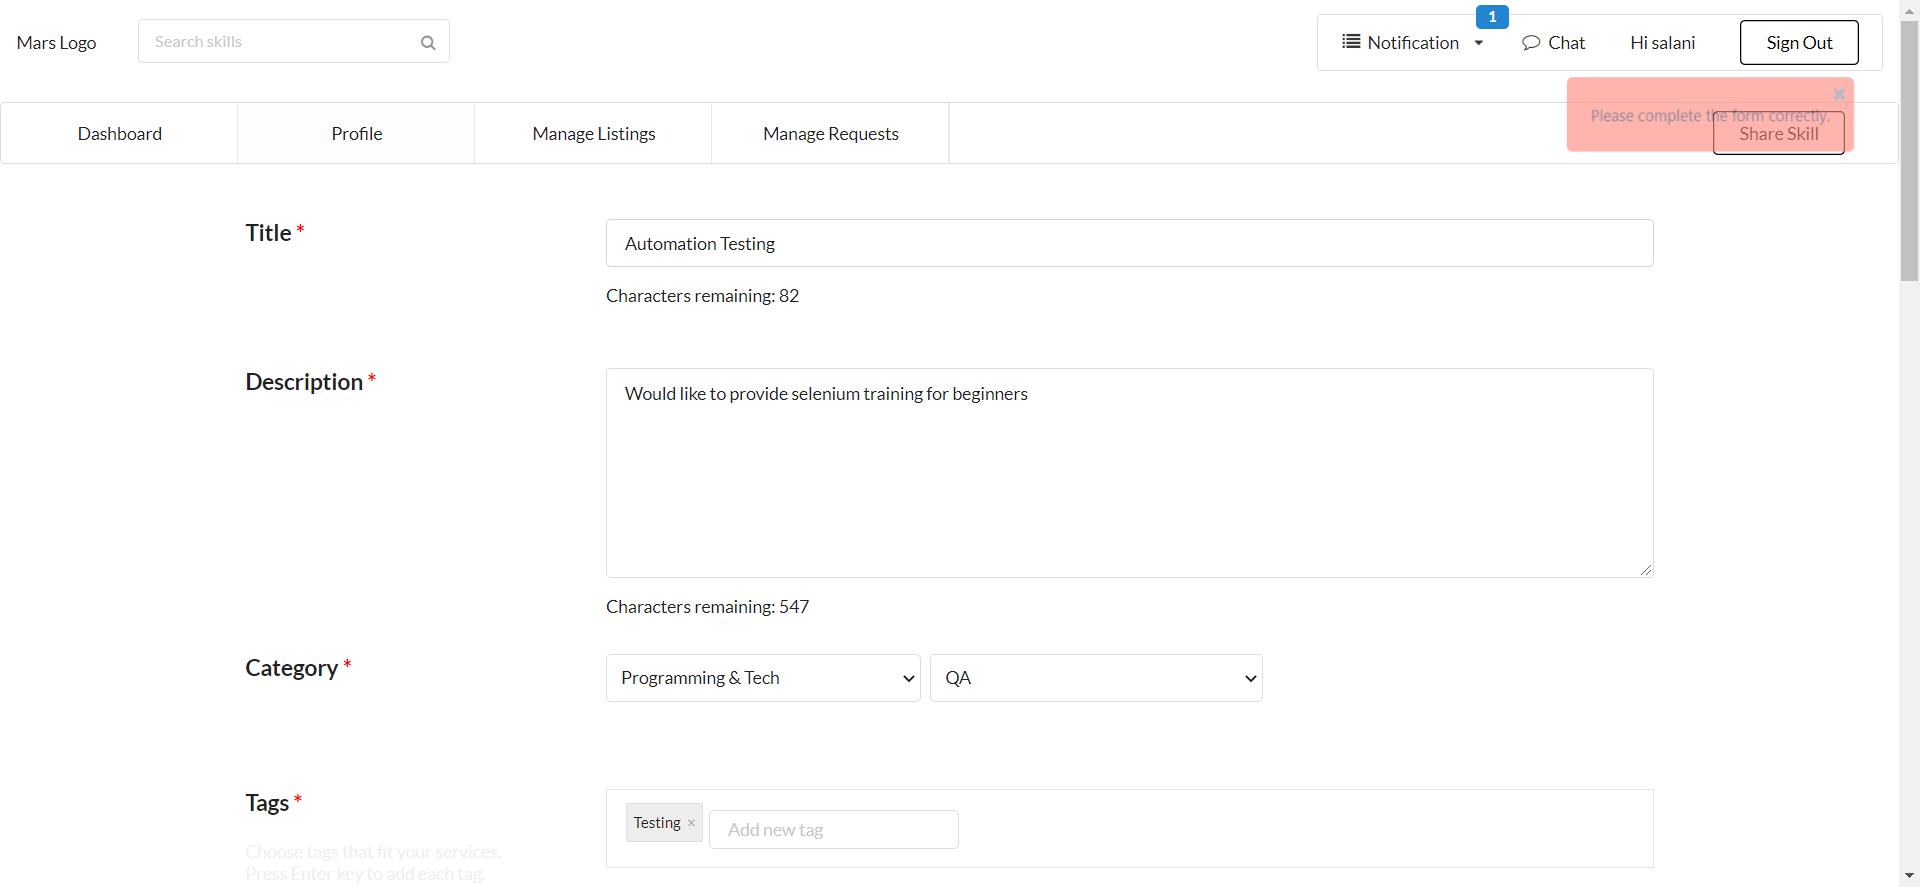 Mars Logo
Search skills
1
Notification
Chat
Hi salani
Sign Out
Dashboard
Profile
Manage Listings
Manage Requests
Please complete the form correctly.
Share Skill
Title *
Automation Testing
Characters remaining: 82
Description *
Would like to provide selenium training for beginners
Characters remaining: 547
Category *
Programming & Tech
QA
Tags *
Testing ×
Add new tag
Choose tags that fit your services.
Press Enter key to add each tag.